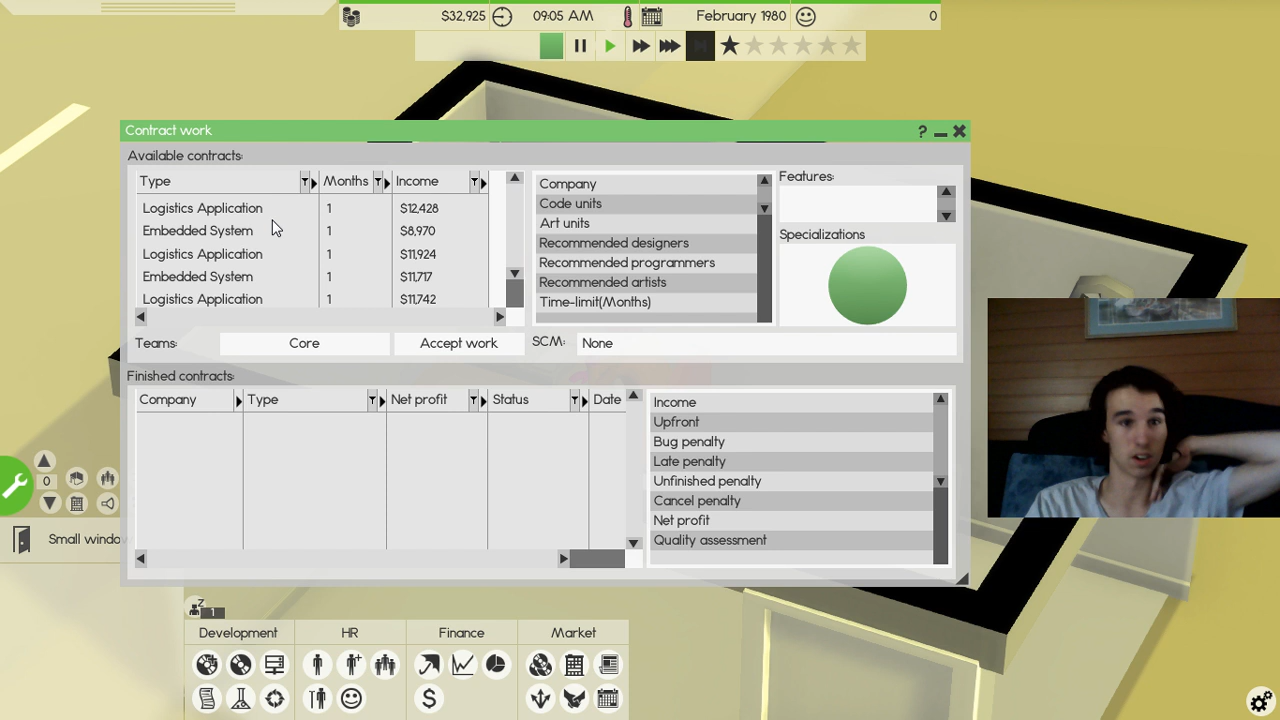 $32,925 09:05 AM February 1980 0
Contract work ?
Available contracts:
Type Months Income
Logistics Application 1 $12,428
Embedded System 1 $8,970
Logistics Application 1 $11,924
Embedded System 1 $11,717
Logistics Application 1 $11,742
Company
Code units
Art units
Recommended designers
Recommended programmers
Recommended artists
Time-limit(Months)
Features:
Specializations
Teams: Core Accept work SCM: None
Finished contracts:
Company Type Net profit Status Date
Income
Upfront
Bug penalty
Late penalty
Unfinished penalty
Cancel penalty
Net profit
Quality assessment
0
Small windo
z
1
Development HR Finance Market
$